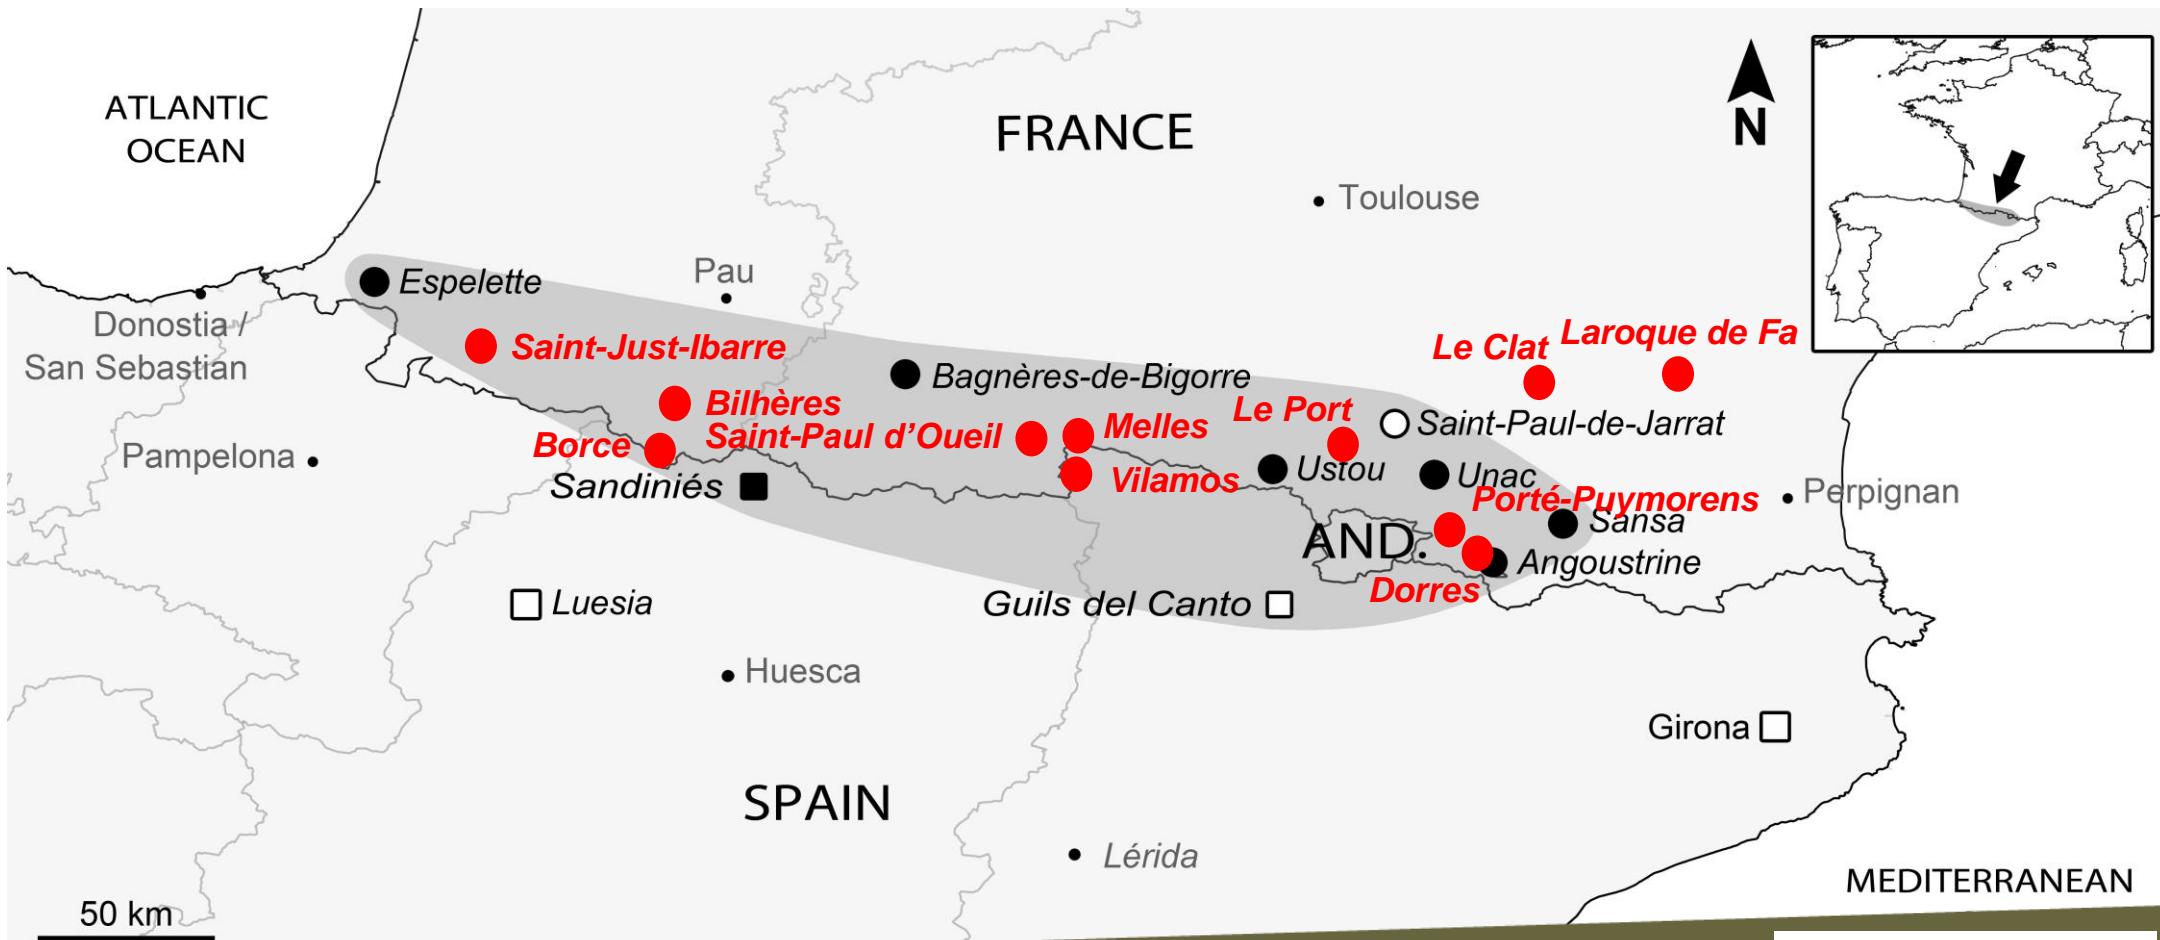 ATLANTIC
OCEAN
FRANCE
N
Toulouse
Pau
Espelette
Donostia /
San Sebastian
Saint-Just-Ibarre
Bagnères-de-Bigorre
Le Clat
Laroque de Fa
Bilhères
Le Port
Saint-Paul-de-Jarrat
Borce
Saint-Paul d’Oueil
Melles
Pampelona
Sandiniés
Vilamos
Ustou
Unac
Porté-Puymorens
Perpignan
Sansa
AND.
Angoustrine
Dorres
Luesia
Guils del Canto
Huesca
Girona
SPAIN
Lérida
MEDITERRANEAN
50 km